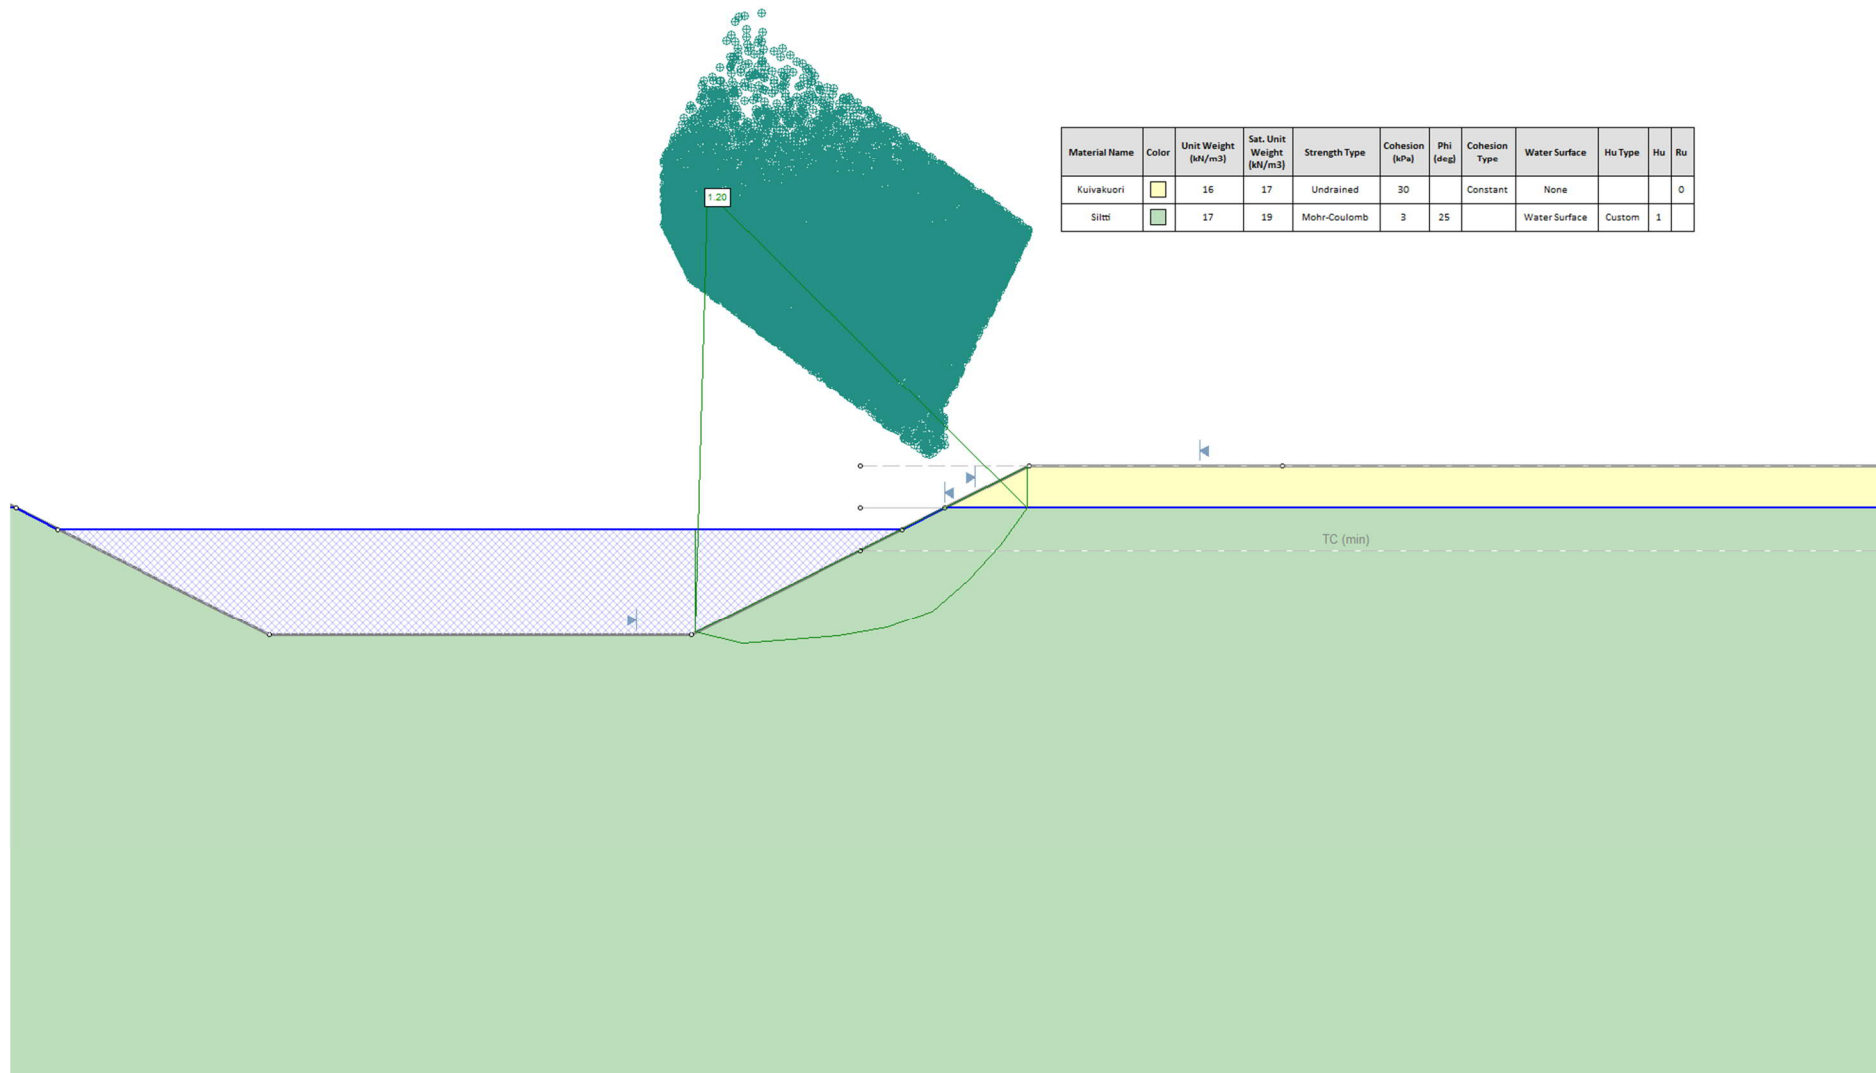 1.20
Material Name Color Unit Weight (kN/m3) Sat. Unit Weight (kN/m3) Strength Type Cohesion (kPa) Phi (deg) Cohesion Type Water Surface Hu Type Hu Ru
Kuivakuori 16 17 Undrained 30 Constant None 0
Siltti 17 19 Mohr-Coulomb 3 25 Water Surface Custom 1
TC (min)